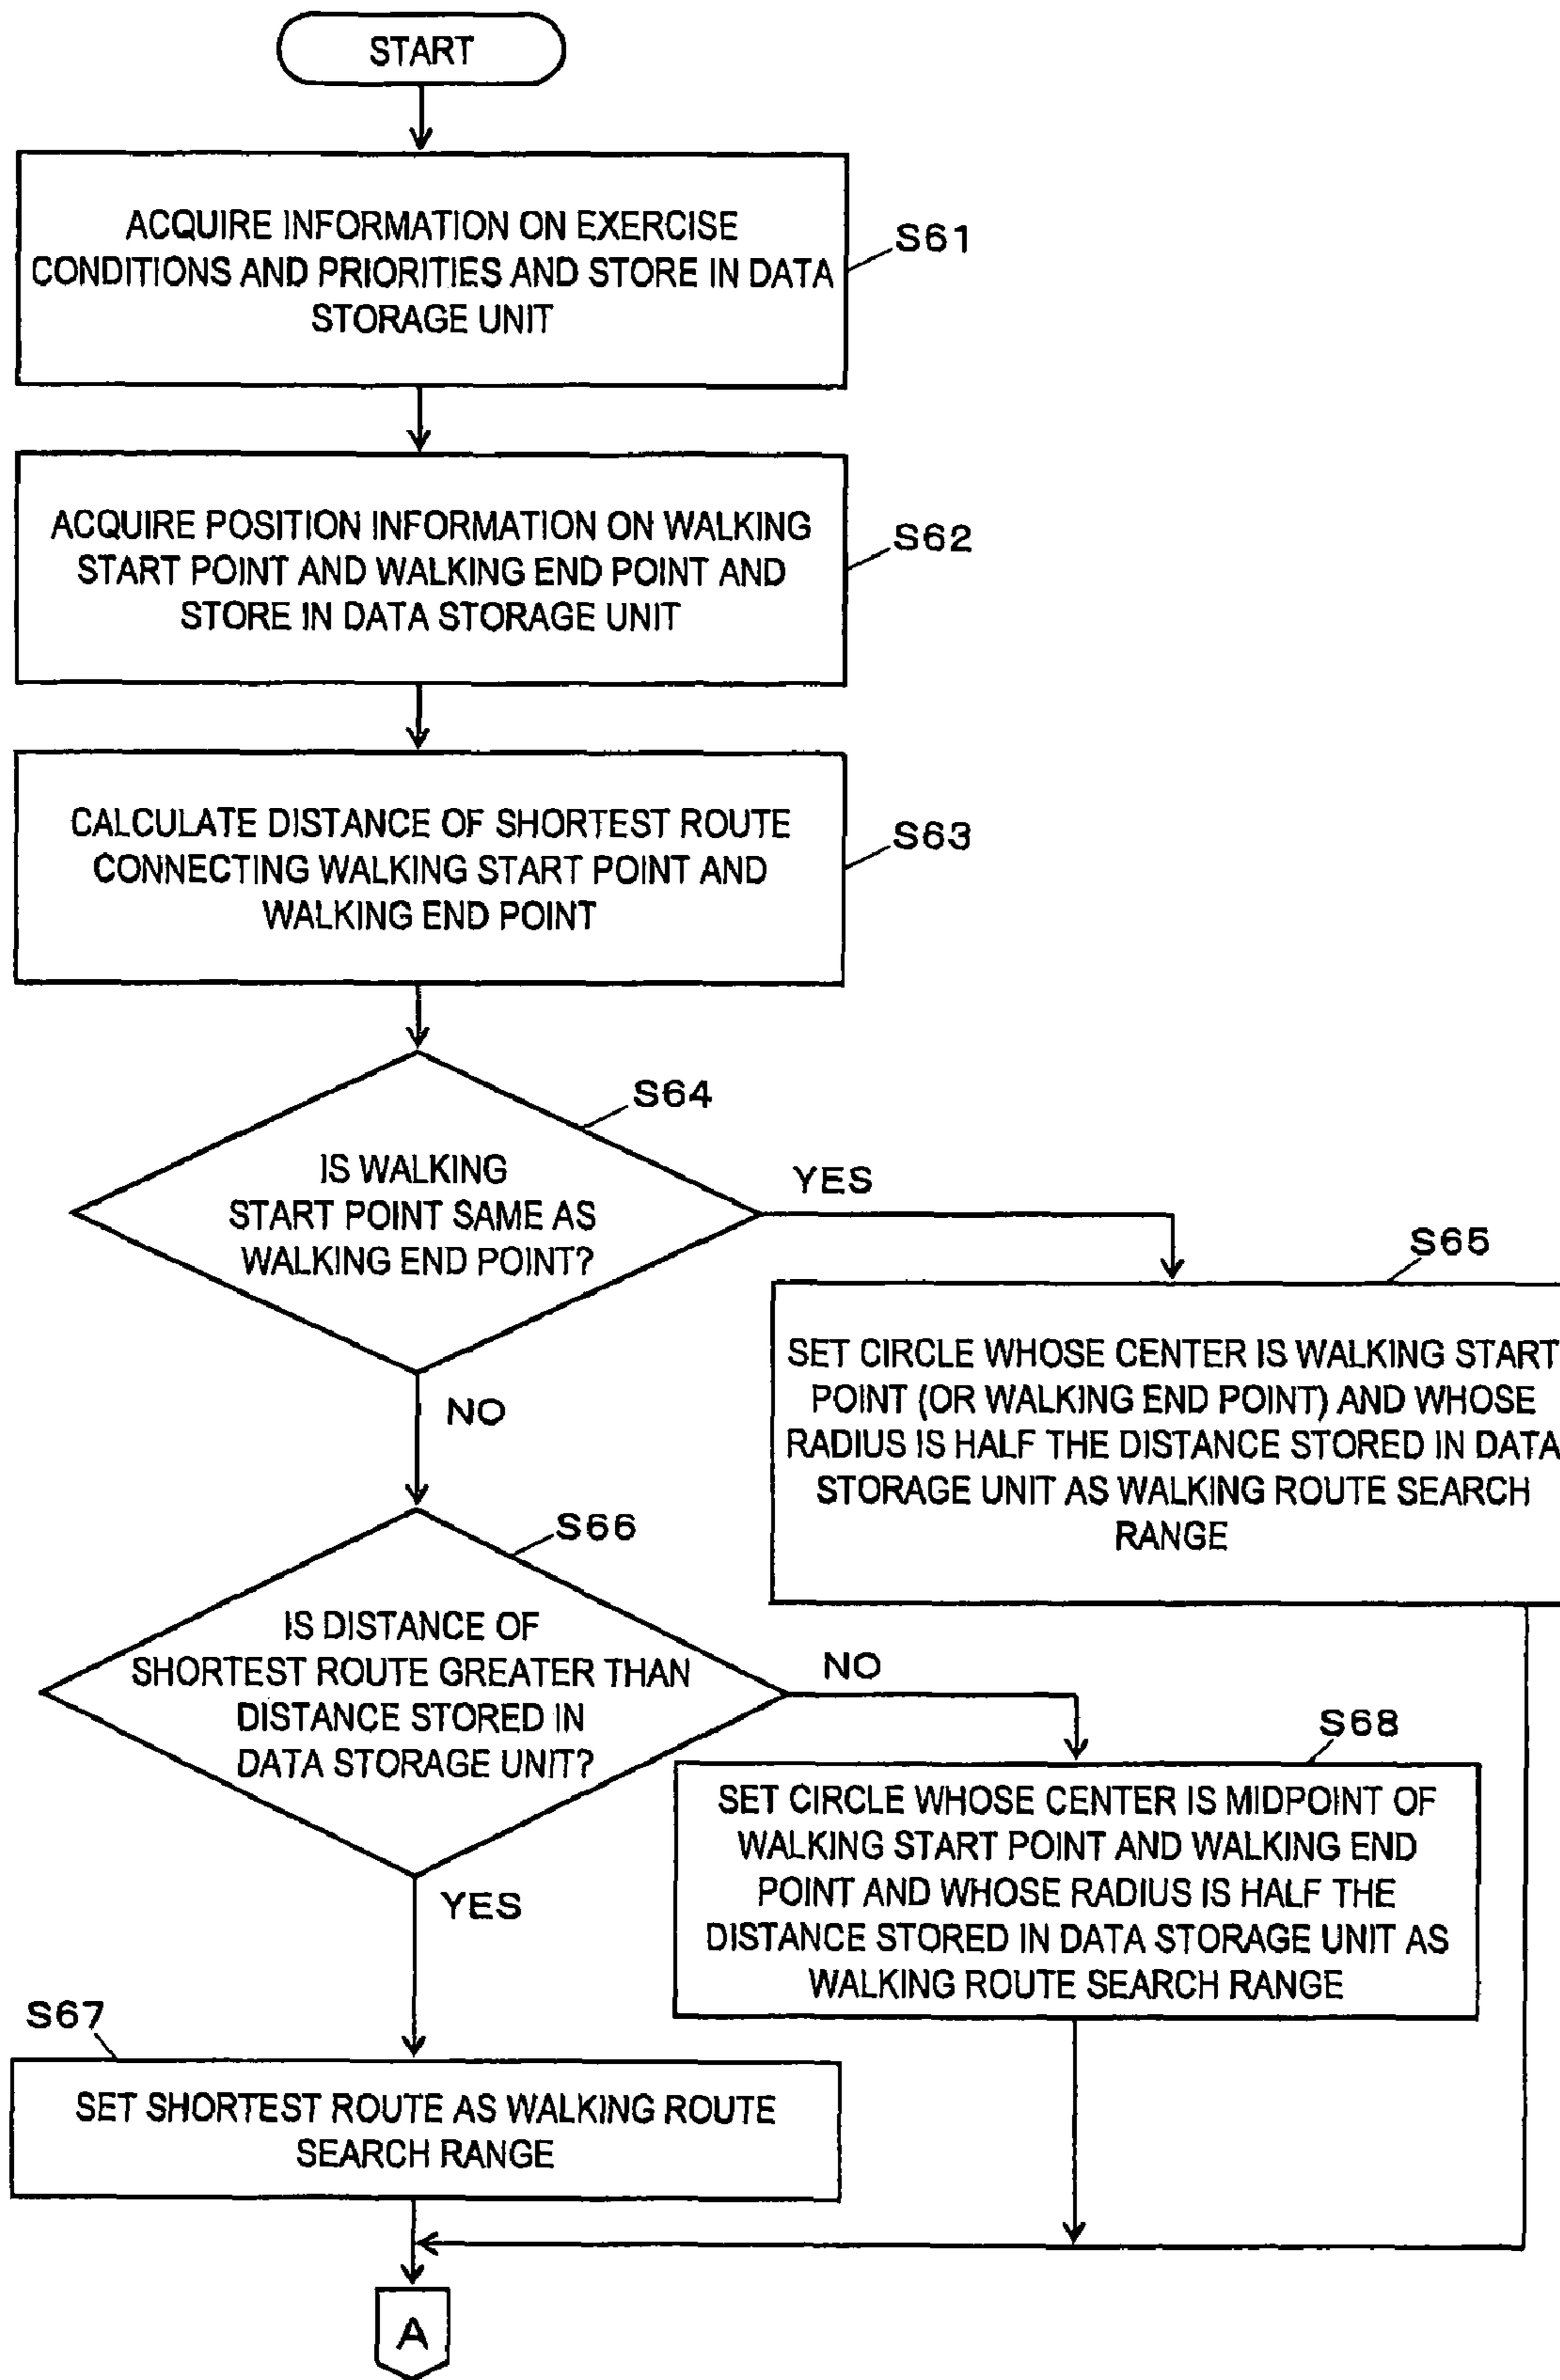 START
ACQUIRE INFORMATION ON EXERCISE
CONDITIONS AND PRIORITIES AND STORE IN DATA
STORAGE UNIT
S61
ACQUIRE POSITION INFORMATION ON WALKING
START POINT AND WALKING END POINT AND
STORE IN DATA STORAGE UNIT
S62
CALCULATE DISTANCE OF SHORTEST ROUTE
CONNECTING WALKING START POINT AND
WALKING END POINT
S63
S64
IS WALKING
START POINT SAME AS
WALKING END POINT?
YES
NO
S65
SET CIRCLE WHOSE CENTER IS WALKING START
POINT (OR WALKING END POINT) AND WHOSE
RADIUS IS HALF THE DISTANCE STORED IN DATA
STORAGE UNIT AS WALKING ROUTE SEARCH
RANGE
S66
IS DISTANCE OF
SHORTEST ROUTE GREATER THAN
DISTANCE STORED IN
DATA STORAGE UNIT?
NO
YES
S68
SET CIRCLE WHOSE CENTER IS MIDPOINT OF
WALKING START POINT AND WALKING END
POINT AND WHOSE RADIUS IS HALF THE
DISTANCE STORED IN DATA STORAGE UNIT AS
WALKING ROUTE SEARCH RANGE
S67
SET SHORTEST ROUTE AS WALKING ROUTE
SEARCH RANGE
A